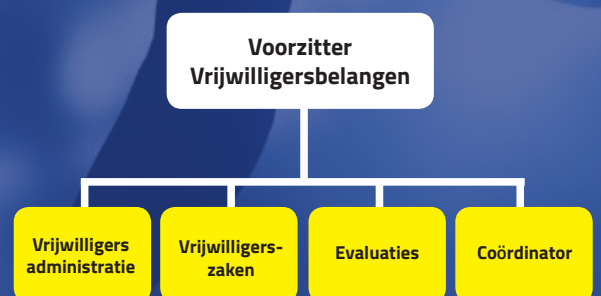 Voorzitter
Vrijwilligersbelangen
Vrijwilligers
administratie
Vrijwilligers-
zaken
Evaluaties
Coördinator